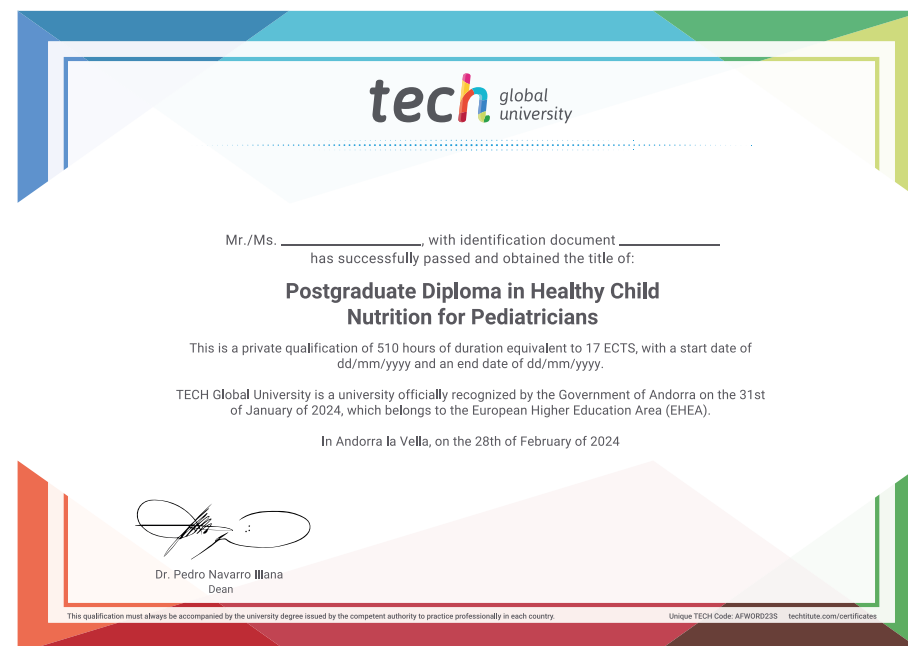 tech global university
Mr./Ms. ____________________, with identification document ______________
has successfully passed and obtained the title of:
Postgraduate Diploma in Healthy Child
Nutrition for Pediatricians
This is a private qualification of 510 hours of duration equivalent to 17 ECTS, with a start date of
dd/mm/yyyy and an end date of dd/mm/yyyy.
TECH Global University is a university officially recognized by the Government of Andorra on the 31st
of January of 2024, which belongs to the European Higher Education Area (EHEA).
In Andorra la Vella, on the 28th of February of 2024
Dr. Pedro Navarro Illana
Dean
This qualification must always be accompanied by the university degree issued by the competent authority to practice professionally in each country.
Unique TECH Code: AFWORD23S techtitute.com/certificates